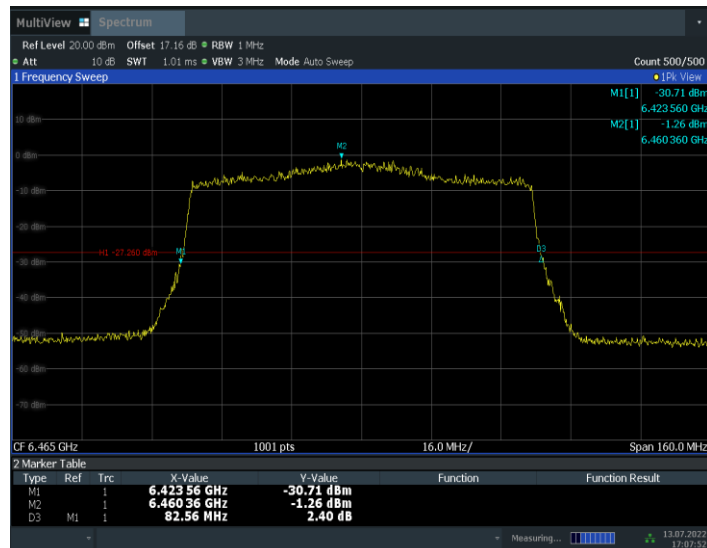 MultiView Spectrum
Ref Level 20.00 dBm Offset 17.16 dB RBW 1 MHz
Att 10 dB SWT 1.01 ms VBW 3 MHz Mode Auto Sweep Count 500/500
1 Frequency Sweep 1Pk View
M1[1] -30.71 dBm
6.423560 GHz
10 dBm
M2[1] -1.26 dBm
6.460360 GHz
M2
0 dBm
-10 dBm
-20 dBm
H1 -27.260 dBm M1 D3
-30 dBm
-40 dBm
-50 dBm
-60 dBm
-70 dBm
CF 6.465 GHz 1001 pts 16.0 MHz/ Span 160.0 MHz
2 Marker Table
Type Ref Trc X-Value Y-Value Function Function Result
M1 1 6.423 56 GHz -30.71 dBm
M2 1 6.460 36 GHz -1.26 dBm
D3 M1 1 82.56 MHz 2.40 dB
Measuring... 13.07.2022
17:07:52